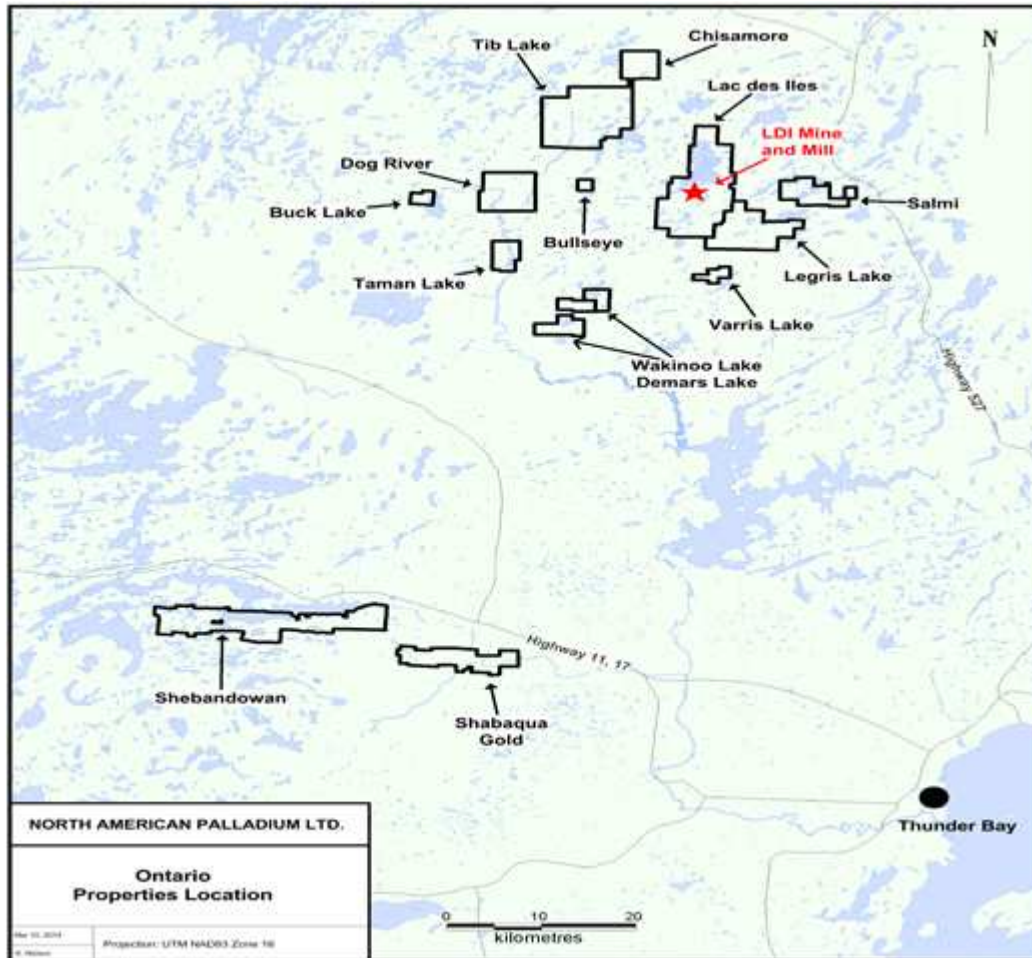 Chisamore
N
Tib Lake
Lac des Iles
LDI Mine
and Mill
Dog River
Buck Lake
Salmi
Bullseye
Taman Lake
Legris Lake
Varris Lake
Wakinoo Lake
Demars Lake
Highway 527
Highway 11, 17
Shebandowan
Shabaqua
Gold
Thunder Bay
NORTH AMERICAN PALLADIUM LTD.
Ontario
Properties Location
Projection: UTM NAD83 Zone 16
0 10 20
kilometres